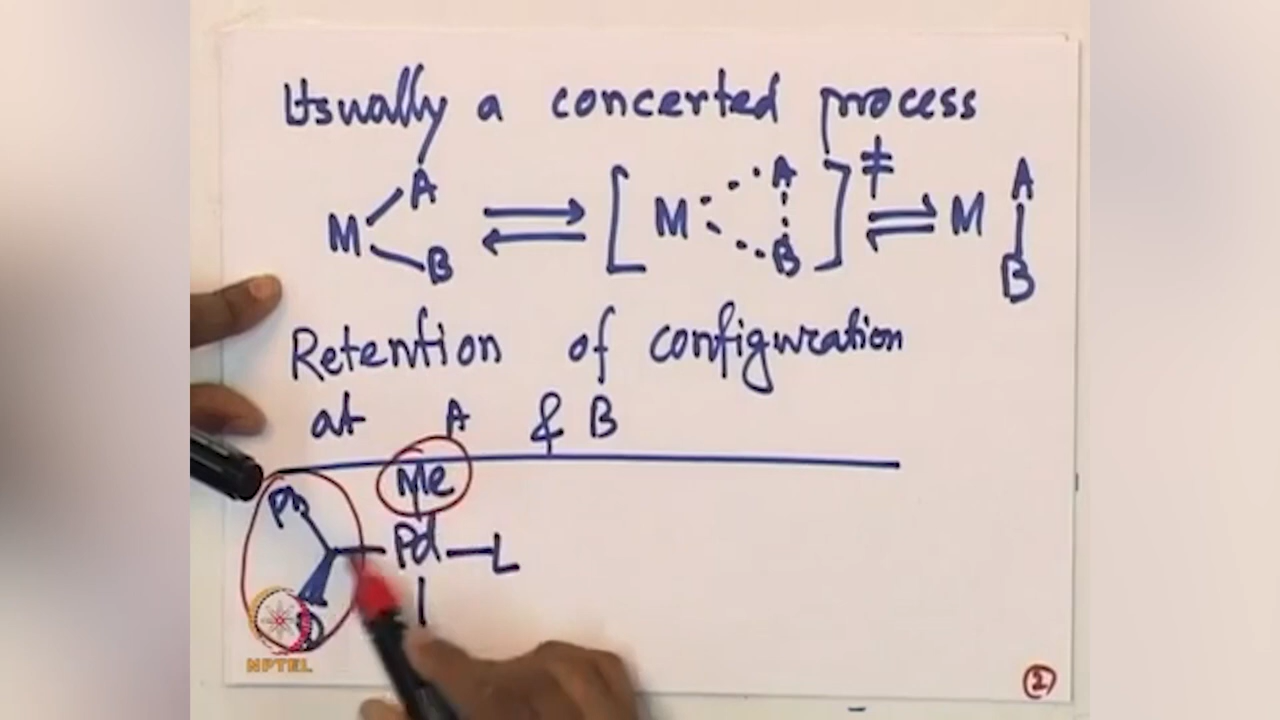 Usually a concerted process
M A B [ M A B ]‡ M A B
Retention of configuration
at A & B
Me
Ph
Pd L
D
NPTEL
2